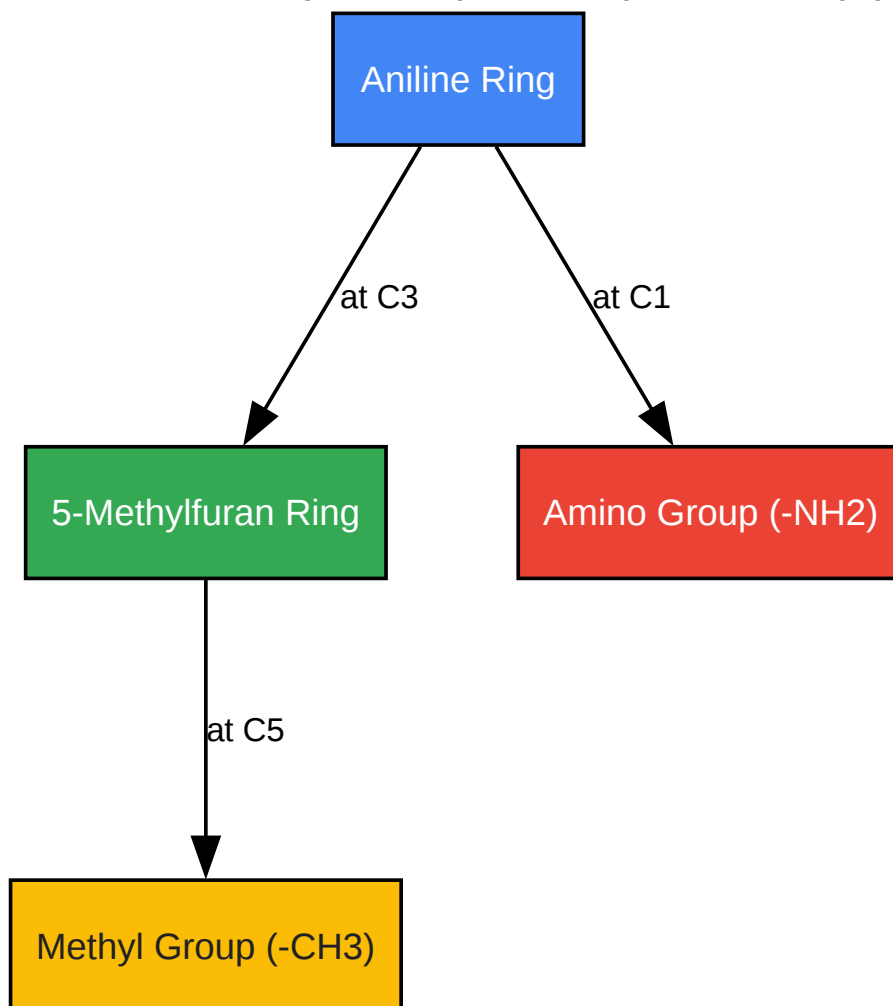 Aniline Ring
at C3
at C1
5-Methylfuran Ring
Amino Group (-NH2)
at C5
Methyl Group (-CH3)